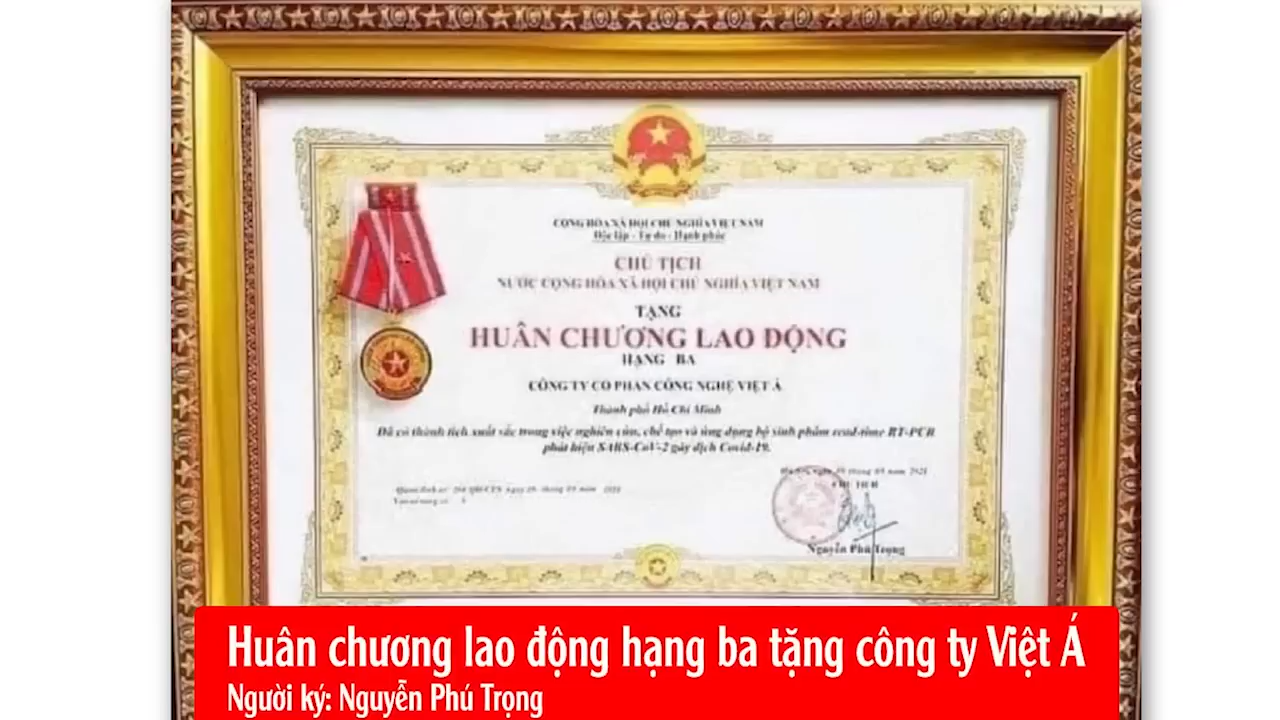 CỘNG HÒA XÃ HỘI CHỦ NGHĨA VIỆT NAM
Độc lập - Tự do - Hạnh phúc
CHỦ TỊCH
NƯỚC CỘNG HÒA XÃ HỘI CHỦ NGHĨA VIỆT NAM
TẶNG
HUÂN CHƯƠNG LAO ĐỘNG
HẠNG BA
CÔNG TY CỔ PHẦN CÔNG NGHỆ VIỆT Á
Thành phố Hồ Chí Minh
Đã có thành tích xuất sắc trong việc nghiên cứu, chế tạo và ứng dụng bộ sinh phẩm real-time RT-PCR
phát hiện SARS-CoV-2 gây dịch Covid-19.
CHỦ TỊCH
Nguyễn Phú Trọng
Huân chương lao động hạng ba tặng công ty Việt Á
Người ký: Nguyễn Phú Trọng